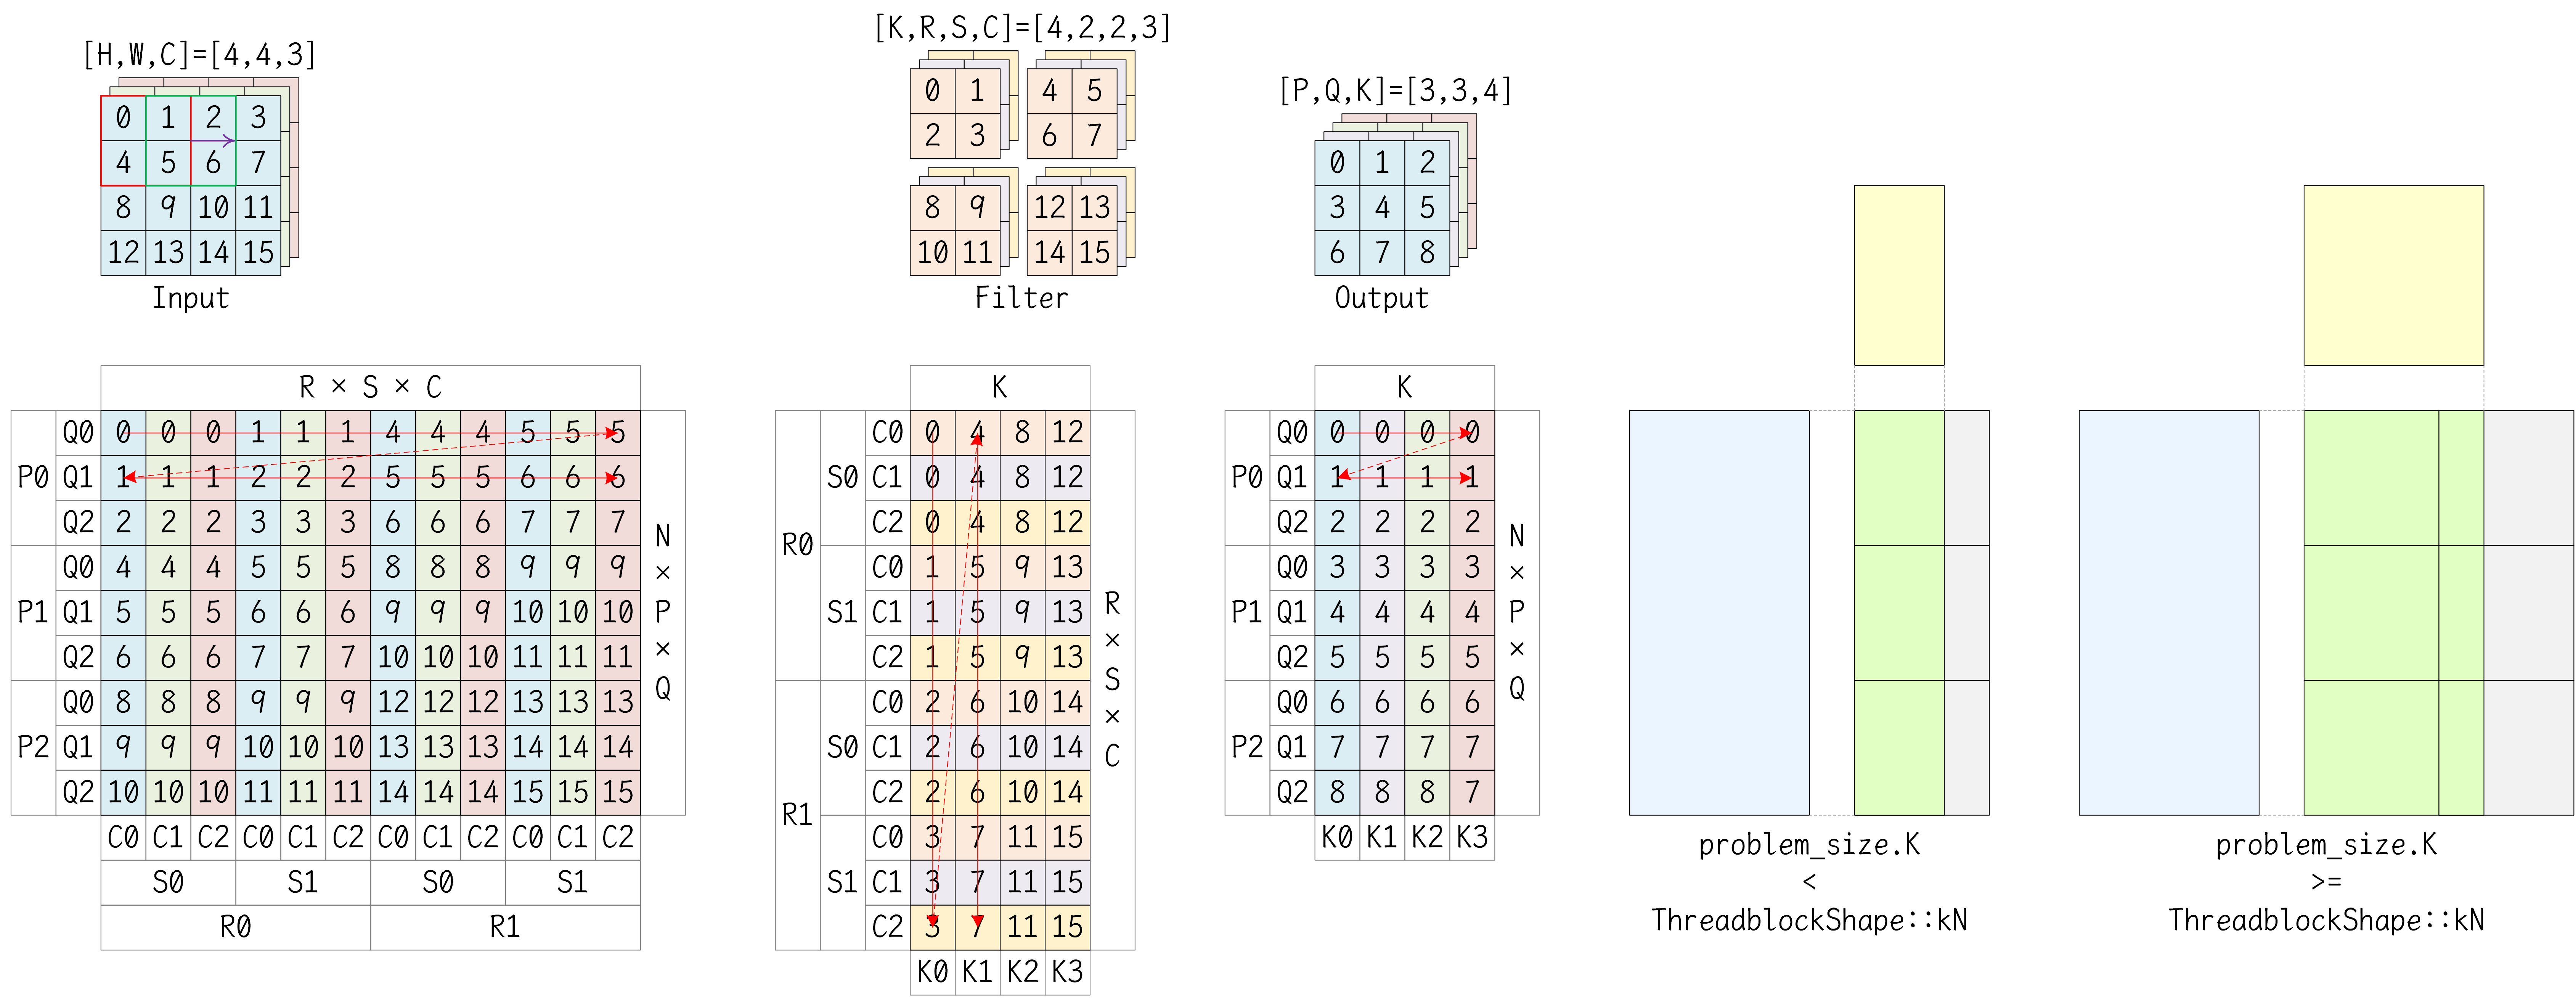 [H,W,C]=[4,4,3]
0 1 2 3
4 5 6 7
8 9 10 11
12 13 14 15
Input
[K,R,S,C]=[4,2,2,3]
0 1 4 5
2 3 6 7
8 9 12 13
10 11 14 15
Filter
[P,Q,K]=[3,3,4]
0 1 2
3 4 5
6 7 8
Output
R × S × C
P0 Q0 0 0 0 1 1 1 4 4 4 5 5 5
Q1 1 1 1 2 2 2 5 5 5 6 6 6
Q2 2 2 2 3 3 3 6 6 6 7 7 7
P1 Q0 4 4 4 5 5 5 8 8 8 9 9 9
Q1 5 5 5 6 6 6 9 9 9 10 10 10
Q2 6 6 6 7 7 7 10 10 10 11 11 11
P2 Q0 8 8 8 9 9 9 12 12 12 13 13 13
Q1 9 9 9 10 10 10 13 13 13 14 14 14
Q2 10 10 10 11 11 11 14 14 14 15 15 15
N × P × Q
C0 C1 C2 C0 C1 C2 C0 C1 C2 C0 C1 C2
S0 S1 S0 S1
R0 R1
K
R0 S0 C0 0 4 8 12
C1 0 4 8 12
C2 0 4 8 12
S1 C0 1 5 9 13
C1 1 5 9 13
C2 1 5 9 13
R1 S0 C0 2 6 10 14
C1 2 6 10 14
C2 2 6 10 14
S1 C0 3 7 11 15
C1 3 7 11 15
C2 3 7 11 15
R × S × C
K0 K1 K2 K3
K
P0 Q0 0 0 0 0
Q1 1 1 1 1
Q2 2 2 2 2
P1 Q0 3 3 3 3
Q1 4 4 4 4
Q2 5 5 5 5
P2 Q0 6 6 6 6
Q1 7 7 7 7
Q2 8 8 8 7
N × P × Q
K0 K1 K2 K3
problem_size.K
<
ThreadblockShape::kN
problem_size.K
>=
ThreadblockShape::kN